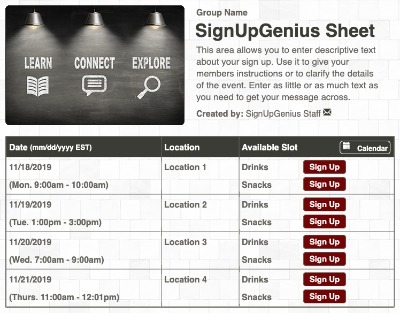 LEARN CONNECT EXPLORE
Group Name
SignUpGenius Sheet
This area allows you to enter descriptive text
about your sign up. Use it to give your
members instructions or to clarify the details
of the event. Enter as little or as much text as
you need to get your message across.
Created by: SignUpGenius Staff
Date (mm/dd/yyyy EST) Location Available Slot Calendar
11/18/2019 Location 1 Drinks Sign Up
(Mon. 9:00am - 10:00am) Snacks Sign Up
11/19/2019 Location 2 Drinks Sign Up
(Tue. 1:00pm - 3:00pm) Snacks Sign Up
11/20/2019 Location 3 Drinks Sign Up
(Wed. 7:00am - 9:00am) Snacks Sign Up
11/21/2019 Location 4 Drinks Sign Up
(Thurs. 11:00am - 12:01pm) Snacks Sign Up